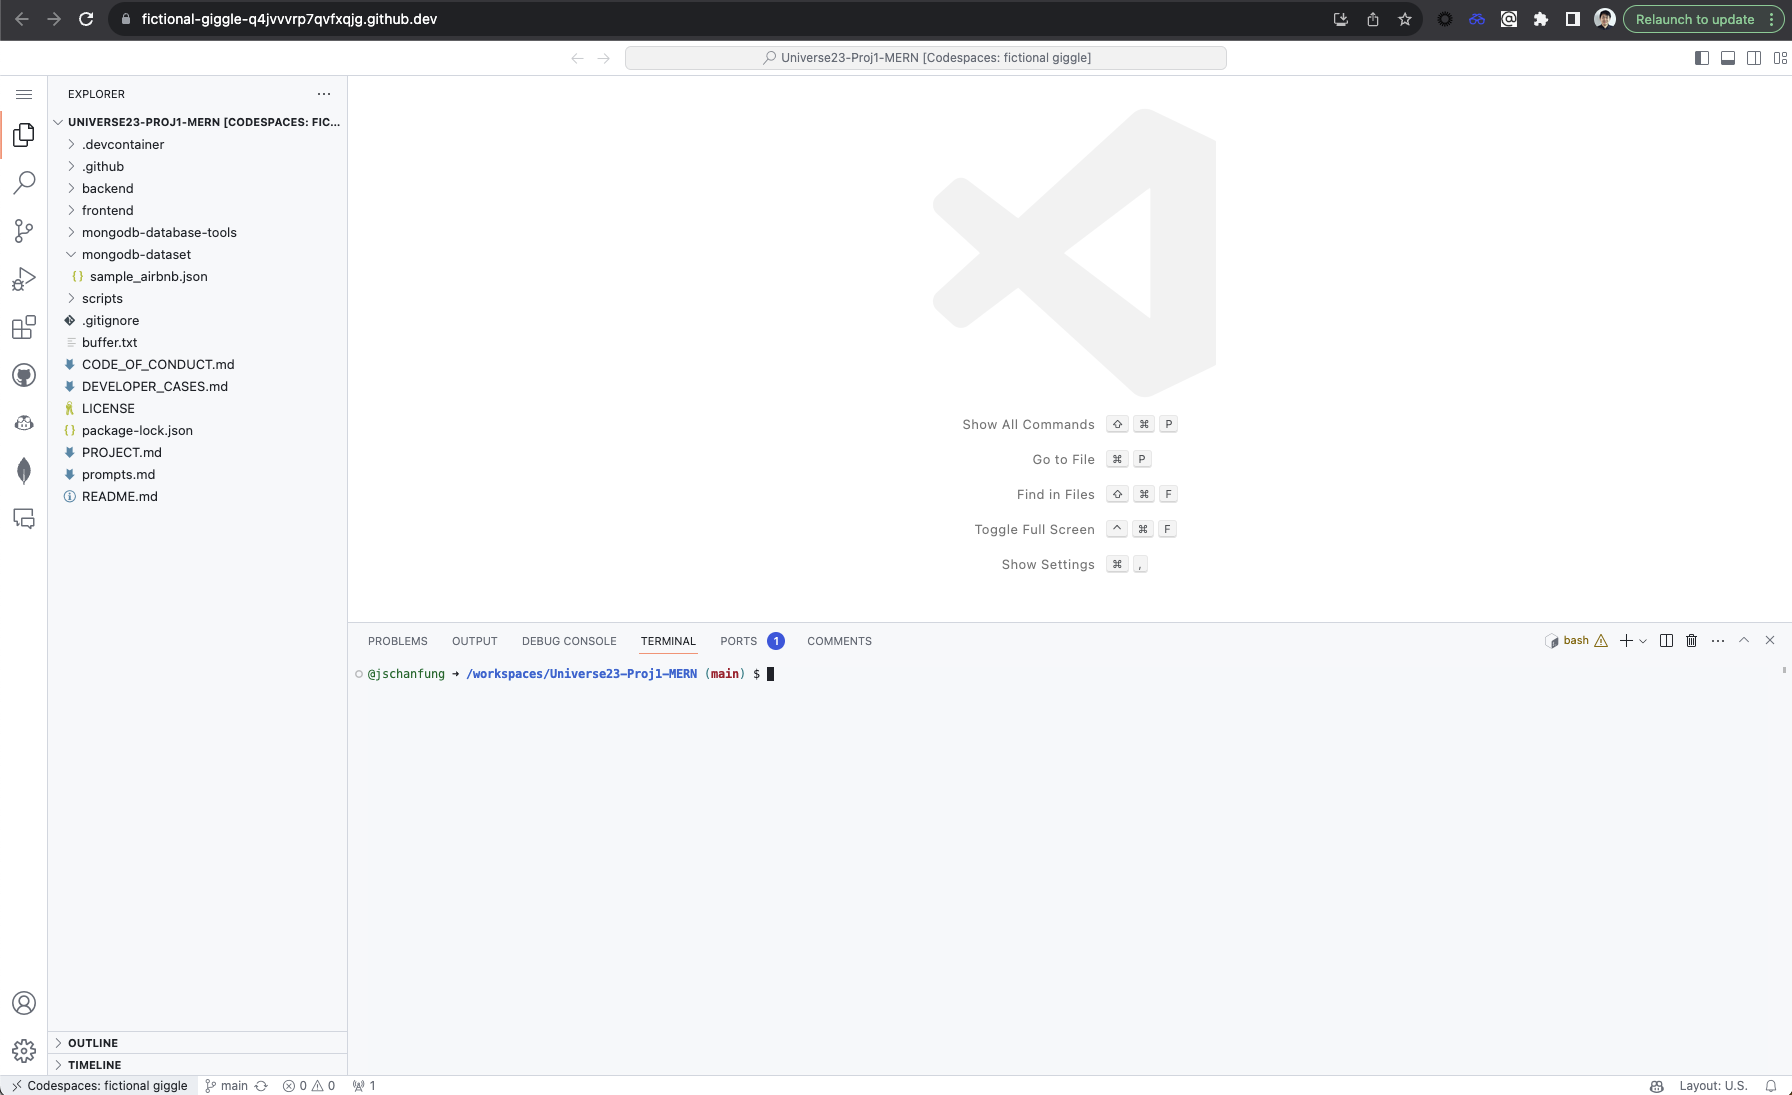 fictional-giggle-q4jvvvrp7qvfxqjg.github.dev
Relaunch to update
Universe23-Proj1-MERN [Codespaces: fictional giggle]
EXPLORER
UNIVERSE23-PROJ1-MERN [CODESPACES: FIC...
.devcontainer
.github
backend
frontend
mongodb-database-tools
mongodb-dataset
{} sample_airbnb.json
scripts
.gitignore
buffer.txt
CODE_OF_CONDUCT.md
DEVELOPER_CASES.md
LICENSE
{} package-lock.json
PROJECT.md
prompts.md
README.md
OUTLINE
TIMELINE
Show All Commands ⇧ ⌘ P
Go to File ⌘ P
Find in Files ⇧ ⌘ F
Toggle Full Screen ^ ⌘ F
Show Settings ⌘ ,
PROBLEMS OUTPUT DEBUG CONSOLE TERMINAL PORTS 1 COMMENTS
bash
@jschanfung → /workspaces/Universe23-Proj1-MERN (main) $
Codespaces: fictional giggle main 0 0 1
Layout: U.S.